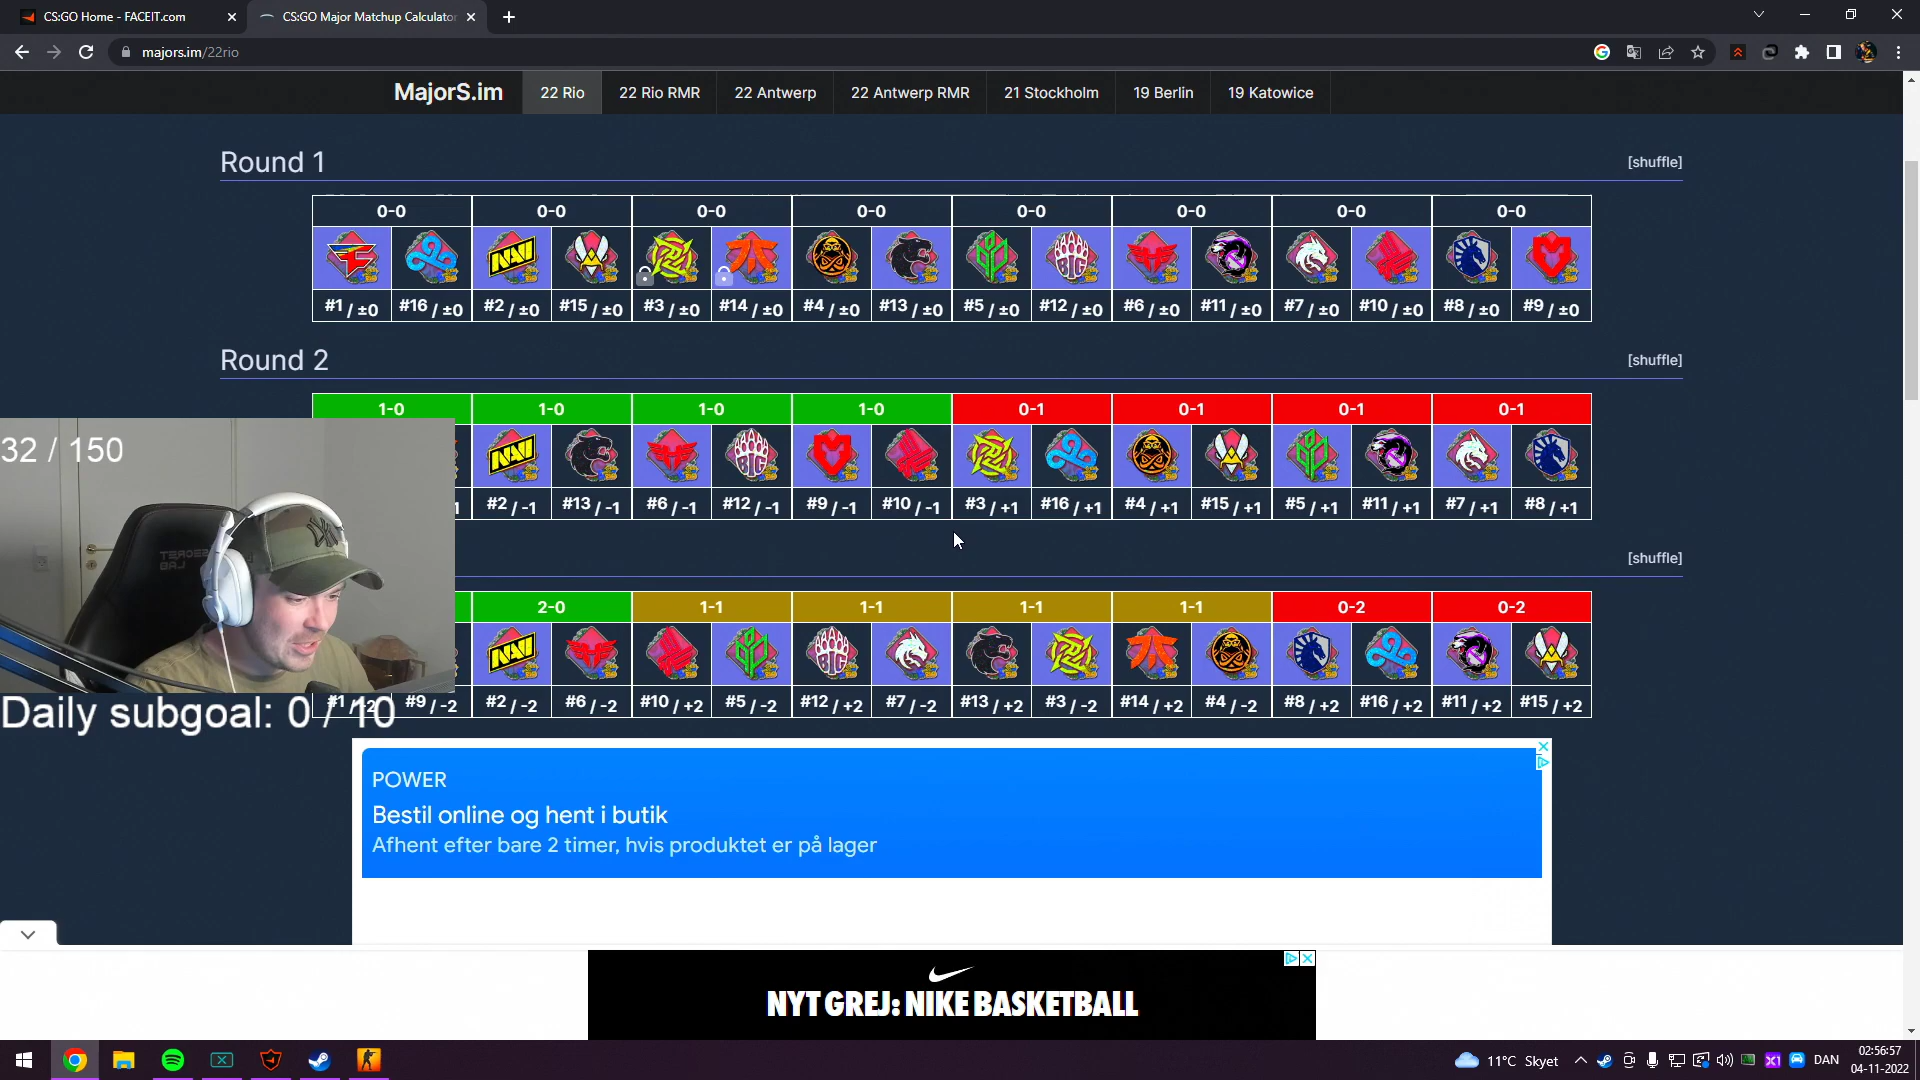 CS:GO Home - FACEIT.com
CS:GO Major Matchup Calculator
majors.im/22rio
MajorS.im 22 Rio 22 Rio RMR 22 Antwerp 22 Antwerp RMR 21 Stockholm 19 Berlin 19 Katowice
Round 1 [shuffle]
0-0 0-0 0-0 0-0 0-0 0-0 0-0 0-0
NAVI BIG
#1 / ±0 #16 / ±0 #2 / ±0 #15 / ±0 #3 / ±0 #14 / ±0 #4 / ±0 #13 / ±0 #5 / ±0 #12 / ±0 #6 / ±0 #11 / ±0 #7 / ±0 #10 / ±0 #8 / ±0 #9 / ±0
Round 2 [shuffle]
1-0 1-0 1-0 1-0 0-1 0-1 0-1 0-1
NAVI BIG
1 #2 / -1 #13 / -1 #6 / -1 #12 / -1 #9 / -1 #10 / -1 #3 / +1 #16 / +1 #4 / +1 #15 / +1 #5 / +1 #11 / +1 #7 / +1 #8 / +1
32 / 150
[shuffle]
2-0 1-1 1-1 1-1 1-1 0-2 0-2
NAVI BIG
#1 / -2 #9 / -2 #2 / -2 #6 / -2 #10 / +2 #5 / -2 #12 / +2 #7 / -2 #13 / +2 #3 / -2 #14 / +2 #4 / -2 #8 / +2 #16 / +2 #11 / +2 #15 / +2
Daily subgoal: 0 / 10
POWER
Bestil online og hent i butik
Afhent efter bare 2 timer, hvis produktet er på lager
NYT GREJ: NIKE BASKETBALL
11°C Skyet
DAN
02:56:57
04-11-2022